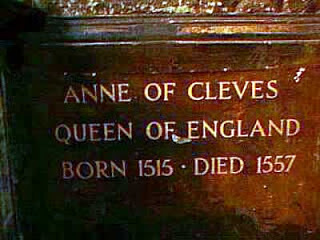 ANNE OF CLEVES
QUEEN OF ENGLAND
BORN 1515 · DIED 1557